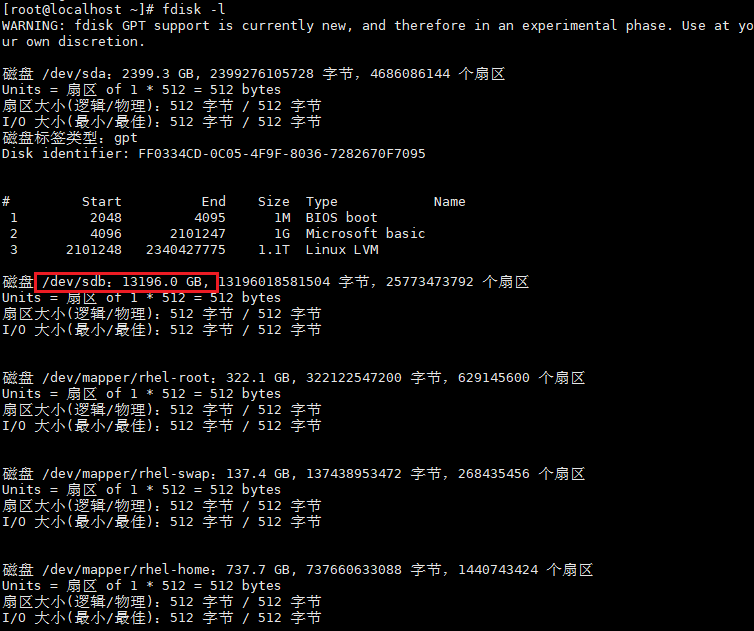 [root@localhost ~]# fdisk -l
WARNING: fdisk GPT support is currently new, and therefore in an experimental phase. Use at yo
ur own discretion.
磁盘 /dev/sda：2399.3 GB, 2399276105728 字节，4686086144 个扇区
Units = 扇区 of 1 * 512 = 512 bytes
扇区大小(逻辑/物理)：512 字节 / 512 字节
I/O 大小(最小/最佳)：512 字节 / 512 字节
磁盘标签类型：gpt
Disk identifier: FF0334CD-0C05-4F9F-8036-7282670F7095
#         Start          End    Size  Type            Name
 1         2048         4095      1M  BIOS boot
 2         4096      2101247      1G  Microsoft basic
 3      2101248   2340427775    1.1T  Linux LVM
磁盘 /dev/sdb：13196.0 GB, 13196018581504 字节，25773473792 个扇区
Units = 扇区 of 1 * 512 = 512 bytes
扇区大小(逻辑/物理)：512 字节 / 512 字节
I/O 大小(最小/最佳)：512 字节 / 512 字节
磁盘 /dev/mapper/rhel-root：322.1 GB, 322122547200 字节，629145600 个扇区
Units = 扇区 of 1 * 512 = 512 bytes
扇区大小(逻辑/物理)：512 字节 / 512 字节
I/O 大小(最小/最佳)：512 字节 / 512 字节
磁盘 /dev/mapper/rhel-swap：137.4 GB, 137438953472 字节，268435456 个扇区
Units = 扇区 of 1 * 512 = 512 bytes
扇区大小(逻辑/物理)：512 字节 / 512 字节
I/O 大小(最小/最佳)：512 字节 / 512 字节
磁盘 /dev/mapper/rhel-home：737.7 GB, 737660633088 字节，1440743424 个扇区
Units = 扇区 of 1 * 512 = 512 bytes
扇区大小(逻辑/物理)：512 字节 / 512 字节
I/O 大小(最小/最佳)：512 字节 / 512 字节